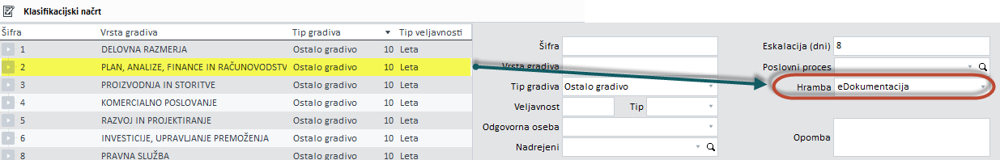 Klasifikacijski načrt
Šifra Vrsta gradiva Tip gradiva Tip veljavnosti
1 DELOVNA RAZMERJA Ostalo gradivo 10 Leta
2 PLAN, ANALIZE, FINANCE IN RAČUNOVODSTV Ostalo gradivo 10 Leta
3 PROIZVODNJA IN STORITVE Ostalo gradivo 10 Leta
4 KOMERCIALNO POSLOVANJE Ostalo gradivo 10 Leta
5 RAZVOJ IN PROJEKTIRANJE Ostalo gradivo 10 Leta
6 INVESTICIJE, UPRAVLJANJE PREMOŽENJA Ostalo gradivo 10 Leta
8 PRAVNA SLUŽBA Ostalo gradivo 10 Leta
Šifra
Vrsta gradiva
Tip gradiva Ostalo gradivo
Veljavnost Tip
Odgovorna oseba
Nadrejeni
Eskalacija (dni) 8
Poslovni proces
Hramba eDokumentacija
Opomba